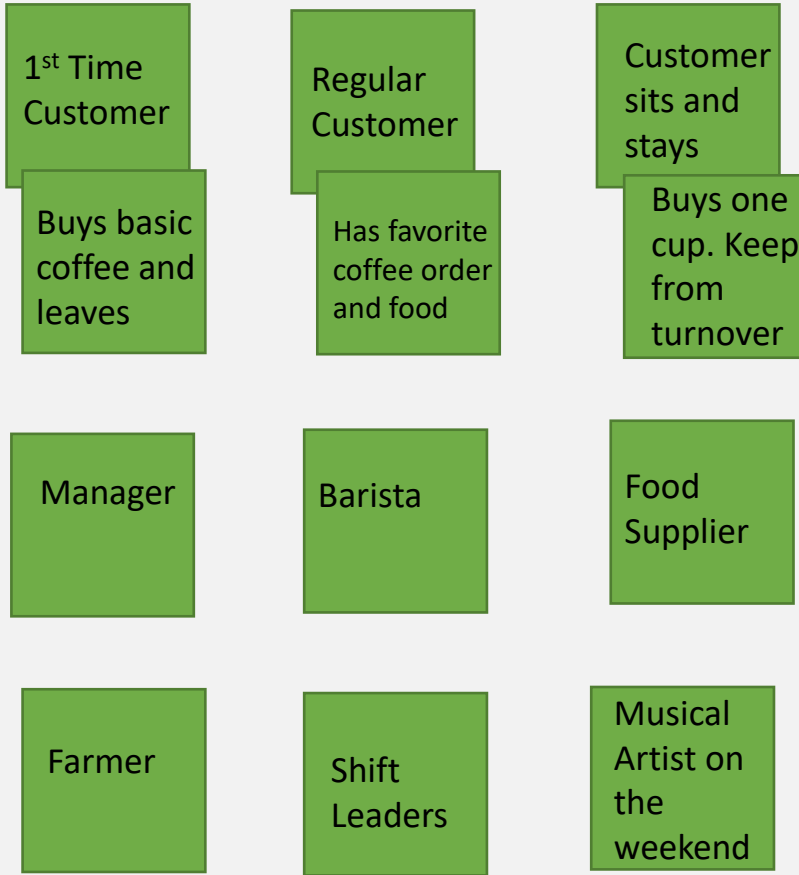 1st Time
Customer
Buys basic
coffee and
leaves
Regular
Customer
Has favorite
coffee order
and food
Customer
sits and
stays
Buys one
cup. Keep
from
turnover
Manager
Barista
Food
Supplier
Farmer
Shift
Leaders
Musical
Artist on
the
weekend